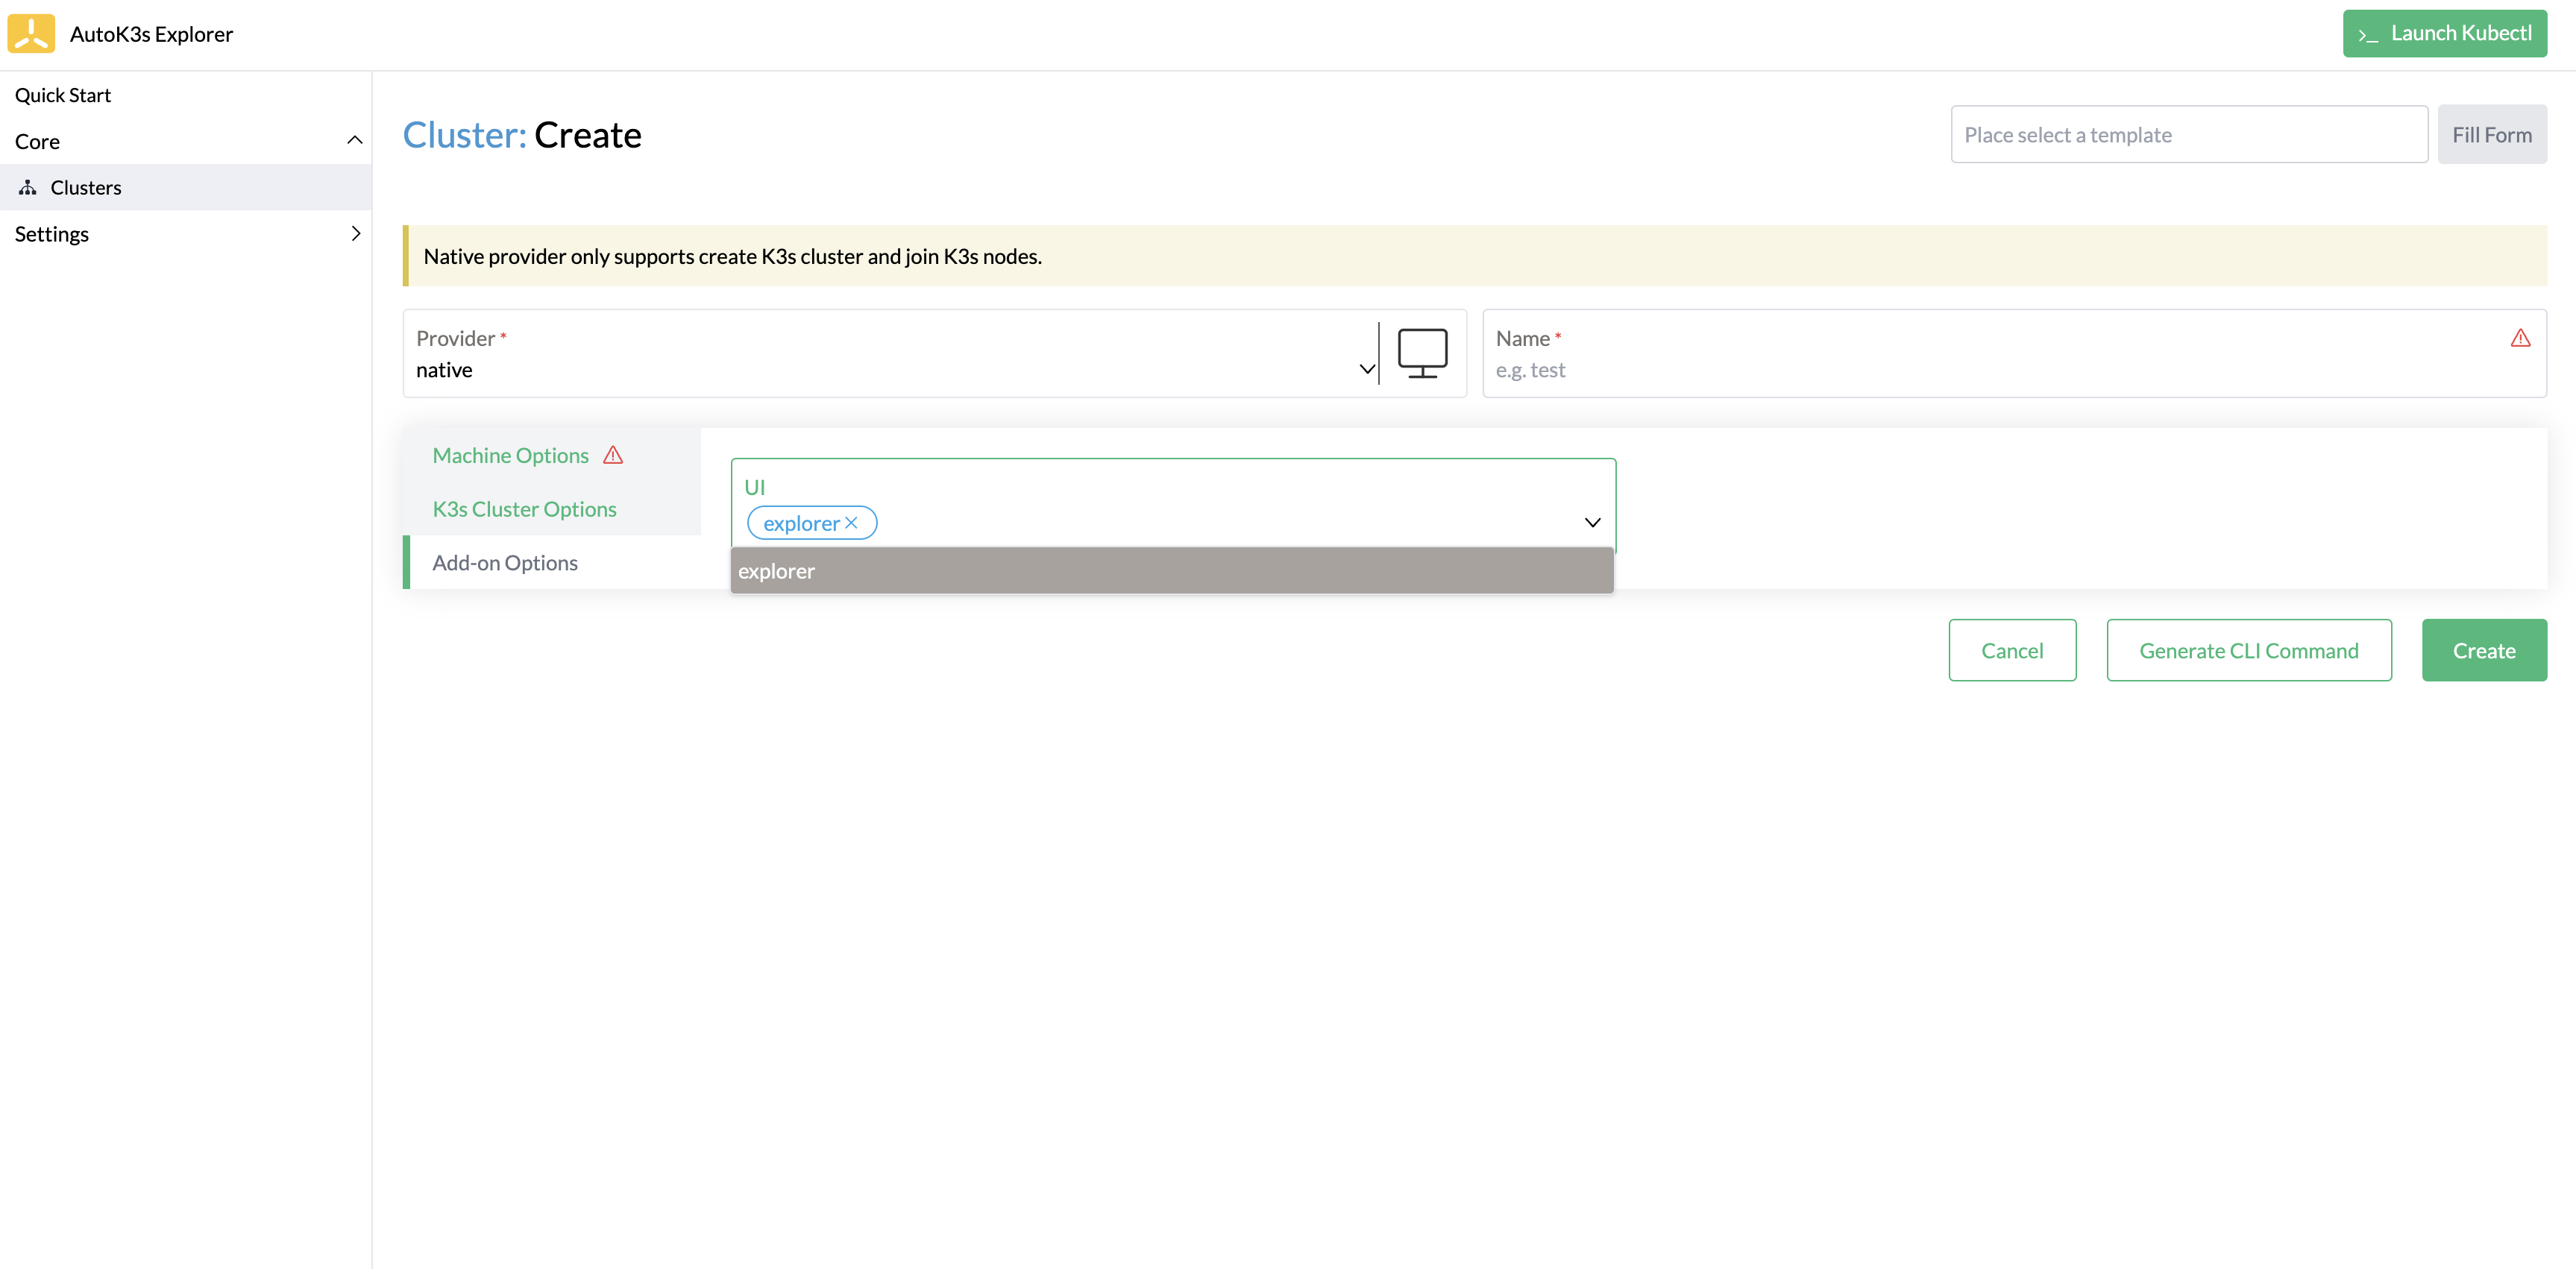 AutoK3s Explorer
>_ Launch Kubectl
Quick Start
Core
Clusters
Settings
Cluster: Create
Place select a template
Fill Form
Native provider only supports create K3s cluster and join K3s nodes.
Provider *
native
Name *
e.g. test
Machine Options
K3s Cluster Options
Add-on Options
UI
explorer
explorer
Cancel
Generate CLI Command
Create